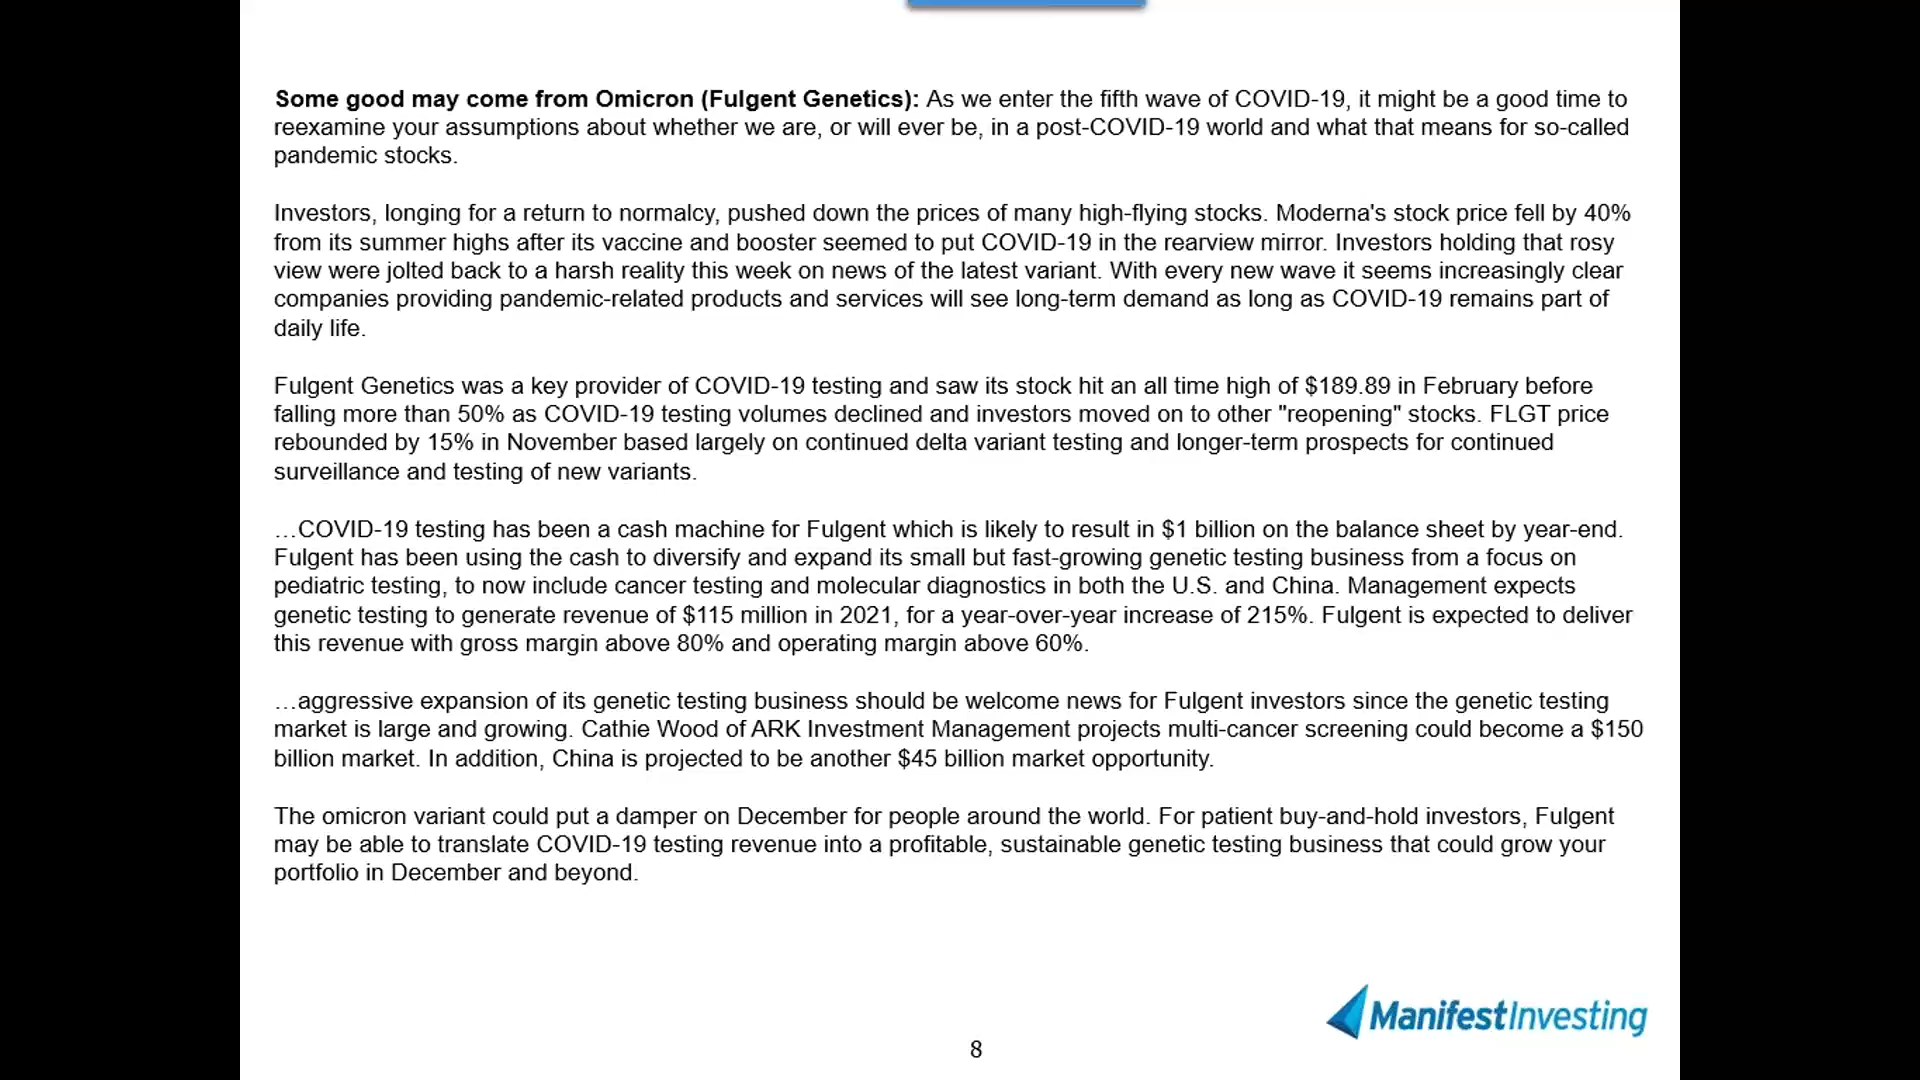 Some good may come from Omicron (Fulgent Genetics): As we enter the fifth wave of COVID-19, it might be a good time to
reexamine your assumptions about whether we are, or will ever be, in a post-COVID-19 world and what that means for so-called
pandemic stocks.
Investors, longing for a return to normalcy, pushed down the prices of many high-flying stocks. Moderna's stock price fell by 40%
from its summer highs after its vaccine and booster seemed to put COVID-19 in the rearview mirror. Investors holding that rosy
view were jolted back to a harsh reality this week on news of the latest variant. With every new wave it seems increasingly clear
companies providing pandemic-related products and services will see long-term demand as long as COVID-19 remains part of
daily life.
Fulgent Genetics was a key provider of COVID-19 testing and saw its stock hit an all time high of $189.89 in February before
falling more than 50% as COVID-19 testing volumes declined and investors moved on to other "reopening" stocks. FLGT price
rebounded by 15% in November based largely on continued delta variant testing and longer-term prospects for continued
surveillance and testing of new variants.
…COVID-19 testing has been a cash machine for Fulgent which is likely to result in $1 billion on the balance sheet by year-end.
Fulgent has been using the cash to diversify and expand its small but fast-growing genetic testing business from a focus on
pediatric testing, to now include cancer testing and molecular diagnostics in both the U.S. and China. Management expects
genetic testing to generate revenue of $115 million in 2021, for a year-over-year increase of 215%. Fulgent is expected to deliver
this revenue with gross margin above 80% and operating margin above 60%.
…aggressive expansion of its genetic testing business should be welcome news for Fulgent investors since the genetic testing
market is large and growing. Cathie Wood of ARK Investment Management projects multi-cancer screening could become a $150
billion market. In addition, China is projected to be another $45 billion market opportunity.
The omicron variant could put a damper on December for people around the world. For patient buy-and-hold investors, Fulgent
may be able to translate COVID-19 testing revenue into a profitable, sustainable genetic testing business that could grow your
portfolio in December and beyond.
ManifestInvesting
8